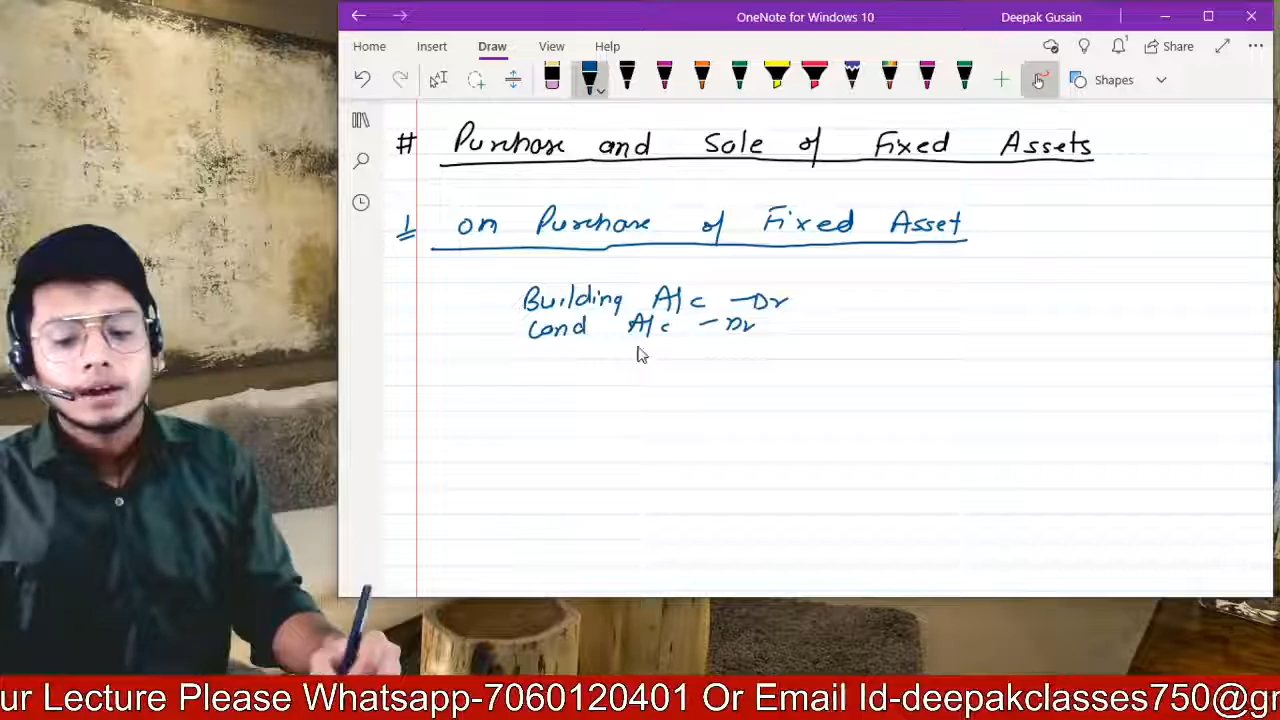 OneNote for Windows 10
Deepak Gusain
Home Insert Draw View Help
Share
Shapes
# Purchase and Sale of Fixed Assets
1 on Purchase of Fixed Asset
Building A/c - Dr
Land A/c - Dr
ur Lecture Please Whatsapp-7060120401 Or Email Id-deepakclasses750@g